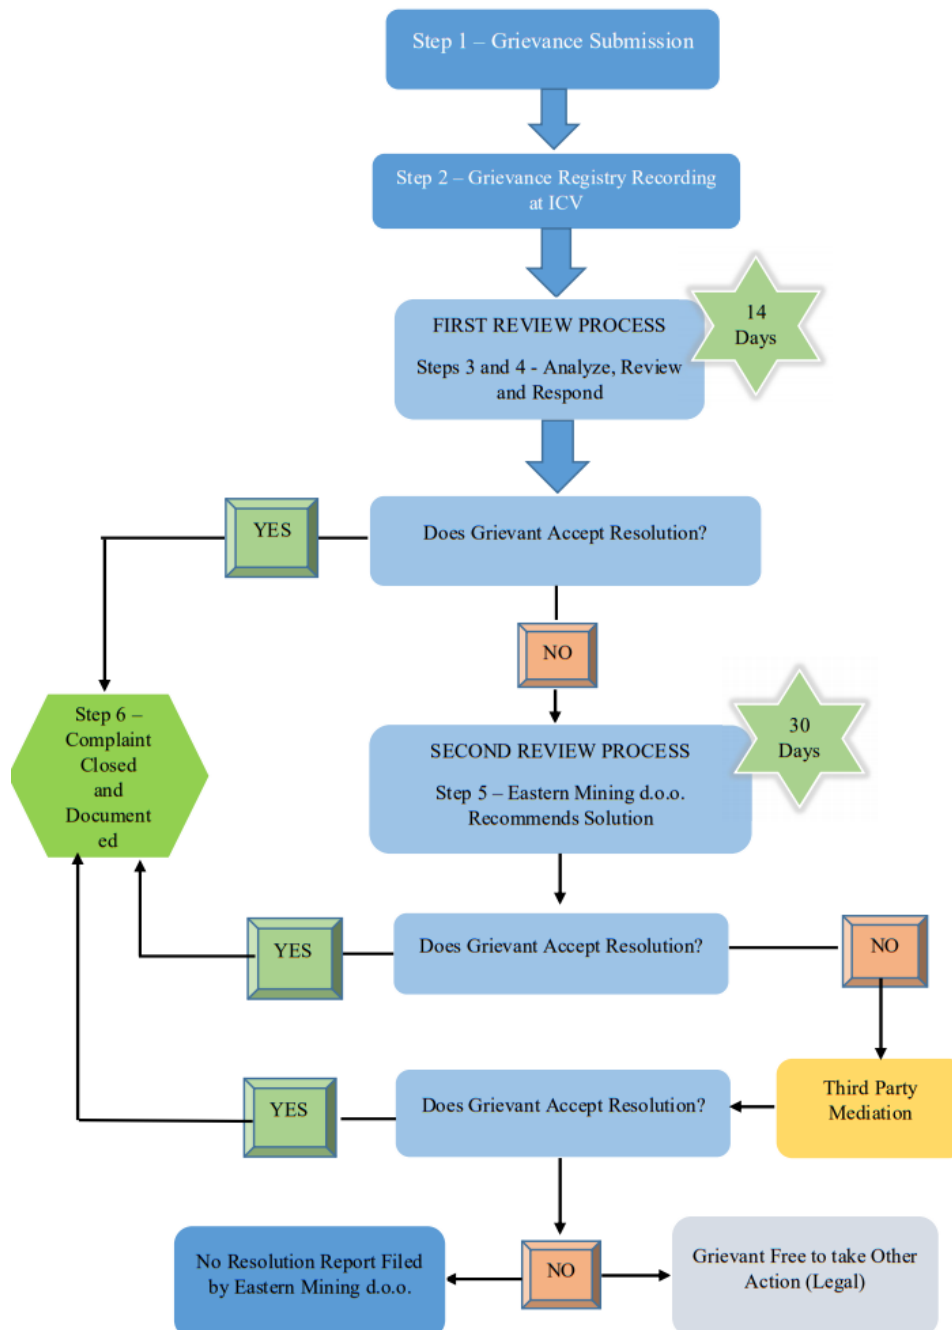 Step 1 – Grievance Submission
Step 2 – Grievance Registry Recording
at ICV
14
Days
FIRST REVIEW PROCESS
Steps 3 and 4 - Analyze, Review
and Respond
YES
Does Grievant Accept Resolution?
NO
Step 6 –
Complaint
Closed
and
Document
ed
30
Days
SECOND REVIEW PROCESS
Step 5 – Eastern Mining d.o.o.
Recommends Solution
YES
Does Grievant Accept Resolution?
NO
Third Party
Mediation
YES
Does Grievant Accept Resolution?
No Resolution Report Filed
by Eastern Mining d.o.o.
NO
Grievant Free to take Other
Action (Legal)